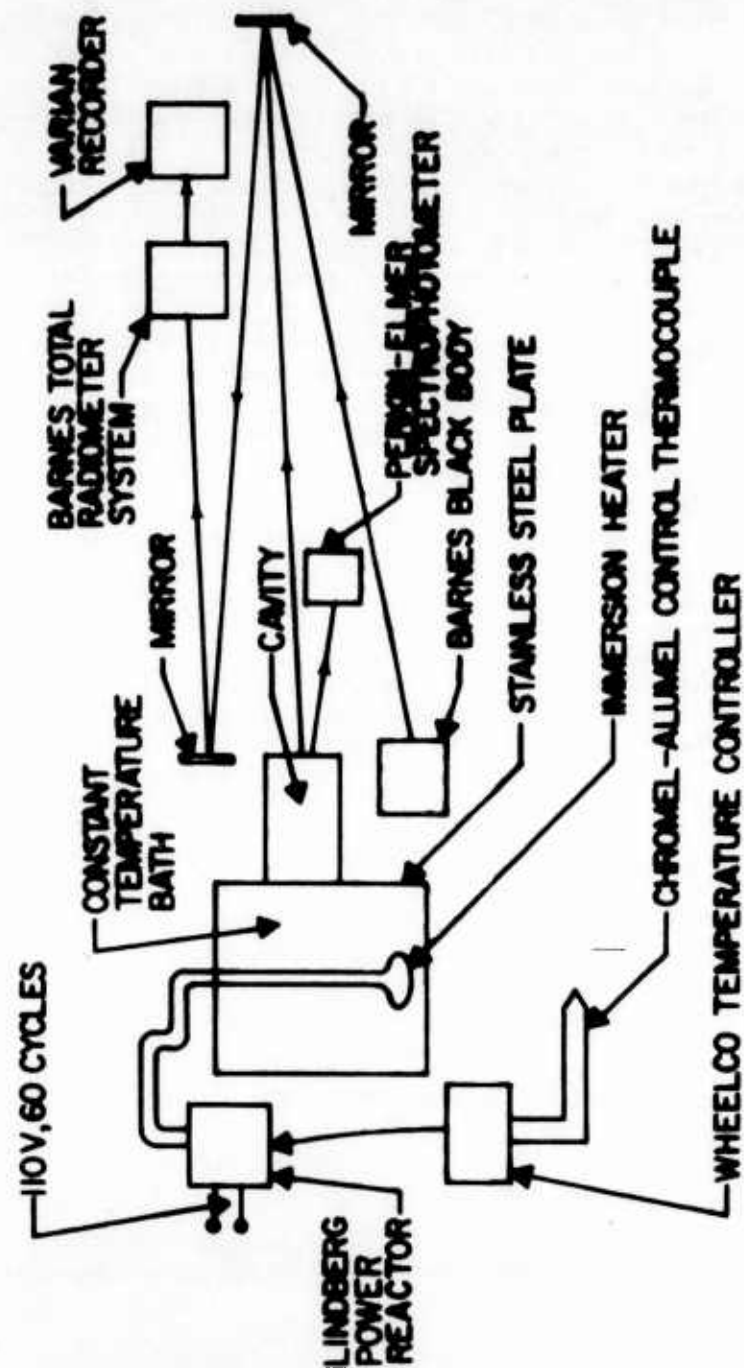 110V, 60 CYCLES
CONSTANT
TEMPERATURE
BATH
BARNES TOTAL
RADIOMETER
SYSTEM
VARIAN
RECORDER
MIRROR
CAVITY
MIRROR
LINDBERG
POWER
REACTOR
PERKIN-ELMER
SPECTROPHOTOMETER
BARNES BLACK BODY
STAINLESS STEEL PLATE
IMMERSION HEATER
CHROMEL-ALUMEL CONTROL THERMOCOUPLE
WHEELCO TEMPERATURE CONTROLLER